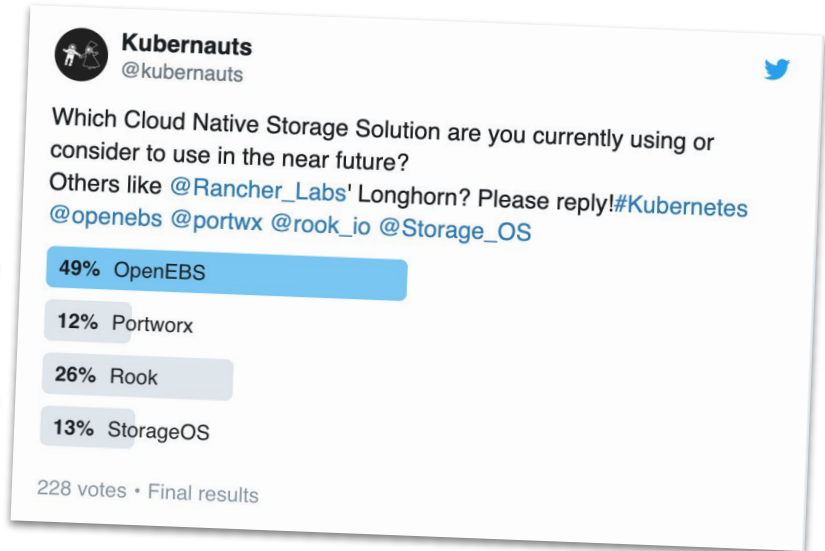 Kubernauts
@kubernauts
Which Cloud Native Storage Solution are you currently using or
consider to use in the near future?
Others like @Rancher_Labs' Longhorn? Please reply!#Kubernetes
@openebs @portwx @rook_io @Storage_OS
49% OpenEBS
12% Portworx
26% Rook
13% StorageOS
228 votes • Final results